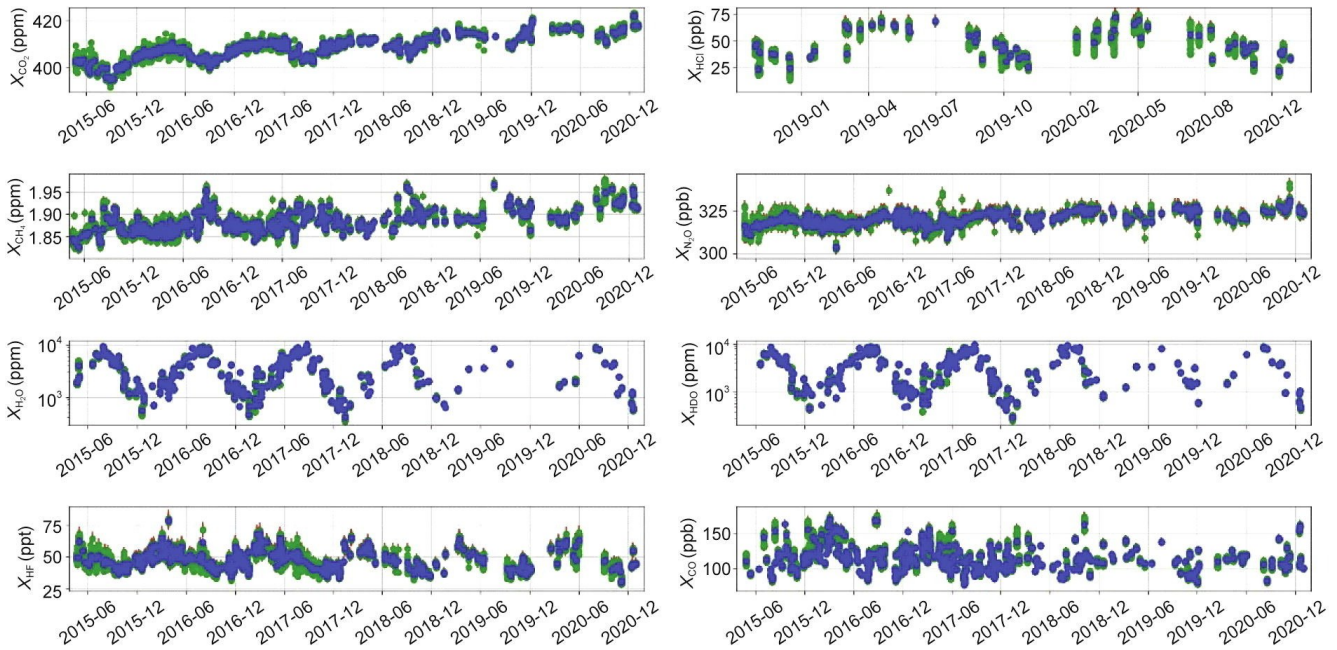 X_CO₂ (ppm)
420
400
2015-06 2015-12 2016-06 2016-12 2017-06 2017-12 2018-06 2018-12 2019-06 2019-12 2020-06 2020-12
X_HCl (ppb)
75
50
25
2019-01 2019-04 2019-07 2019-10 2020-02 2020-05 2020-08 2020-12
X_CH₄ (ppm)
1.95
1.90
1.85
2015-06 2015-12 2016-06 2016-12 2017-06 2017-12 2018-06 2018-12 2019-06 2019-12 2020-06 2020-12
X_N₂O (ppb)
325
300
2015-06 2015-12 2016-06 2016-12 2017-06 2017-12 2018-06 2018-12 2019-06 2019-12 2020-06 2020-12
X_H₂O (ppm)
10⁴
10³
2015-06 2015-12 2016-06 2016-12 2017-06 2017-12 2018-06 2018-12 2019-06 2019-12 2020-06 2020-12
X_HDO (ppm)
10⁴
10³
2015-06 2015-12 2016-06 2016-12 2017-06 2017-12 2018-06 2018-12 2019-06 2019-12 2020-06 2020-12
X_HF (ppt)
75
50
25
2015-06 2015-12 2016-06 2016-12 2017-06 2017-12 2018-06 2018-12 2019-06 2019-12 2020-06 2020-12
X_CO (ppb)
150
100
2015-06 2015-12 2016-06 2016-12 2017-06 2017-12 2018-06 2018-12 2019-06 2019-12 2020-06 2020-12